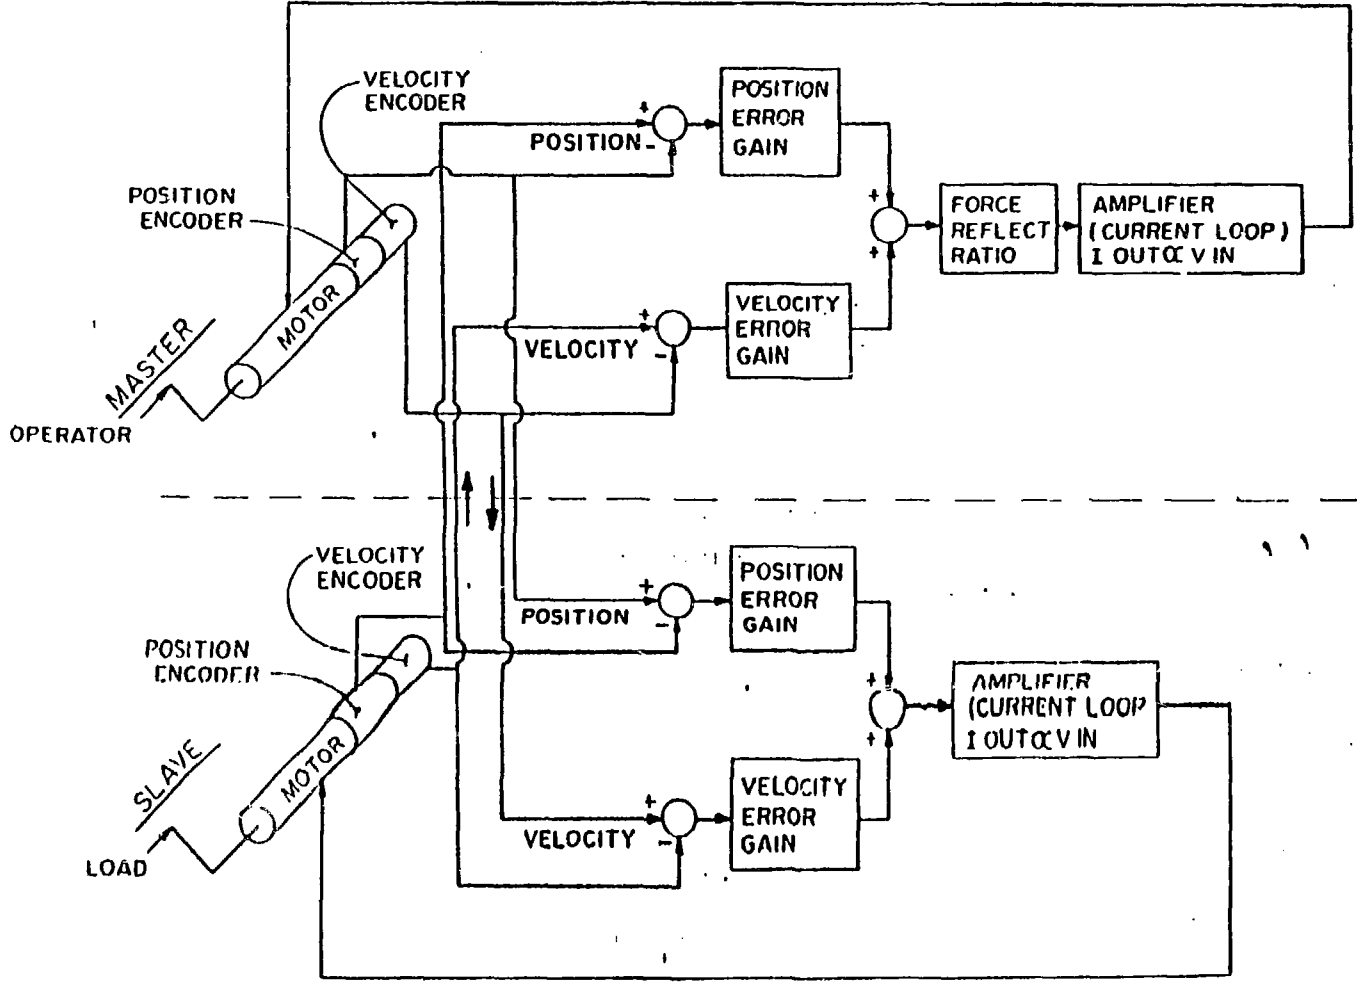 VELOCITY
ENCODER
POSITION
ENCODER
MOTOR
MASTER
OPERATOR
+
POSITION
-
POSITION
ERROR
GAIN
+
VELOCITY
-
VELOCITY
ERROR
GAIN
+
+
FORCE
REFLECT
RATIO
AMPLIFIER
(CURRENT LOOP)
I OUT ∝ V IN
VELOCITY
ENCODER
POSITION
ENCODER
MOTOR
SLAVE
LOAD
+
POSITION
-
POSITION
ERROR
GAIN
+
VELOCITY
-
VELOCITY
ERROR
GAIN
+
+
AMPLIFIER
(CURRENT LOOP
I OUT ∝ V IN